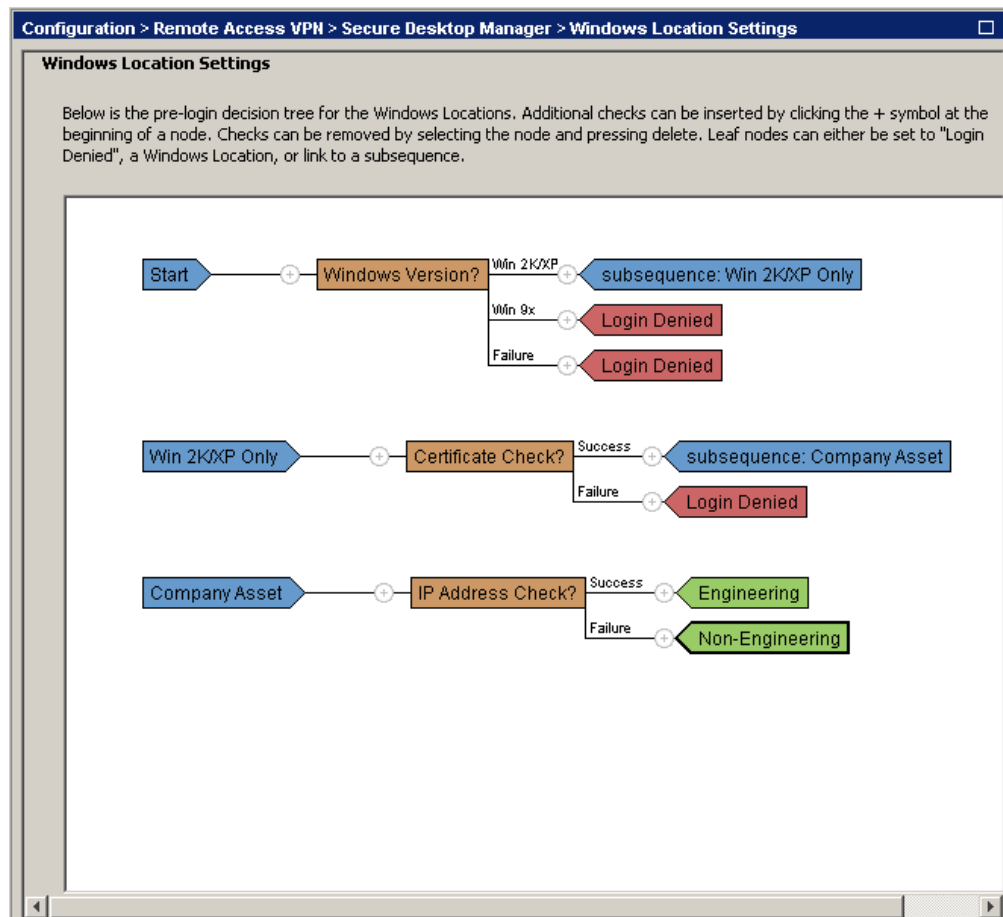 Configuration > Remote Access VPN > Secure Desktop Manager > Windows Location Settings
Windows Location Settings
Below is the pre-login decision tree for the Windows Locations. Additional checks can be inserted by clicking the + symbol at the
beginning of a node. Checks can be removed by selecting the node and pressing delete. Leaf nodes can either be set to "Login
Denied", a Windows Location, or link to a subsequence.
Start
Windows Version?
Win 2K/XP
subsequence: Win 2K/XP Only
Win 9x
Login Denied
Failure
Login Denied
Win 2K/XP Only
Certificate Check?
Success
subsequence: Company Asset
Failure
Login Denied
Company Asset
IP Address Check?
Success
Engineering
Failure
Non-Engineering